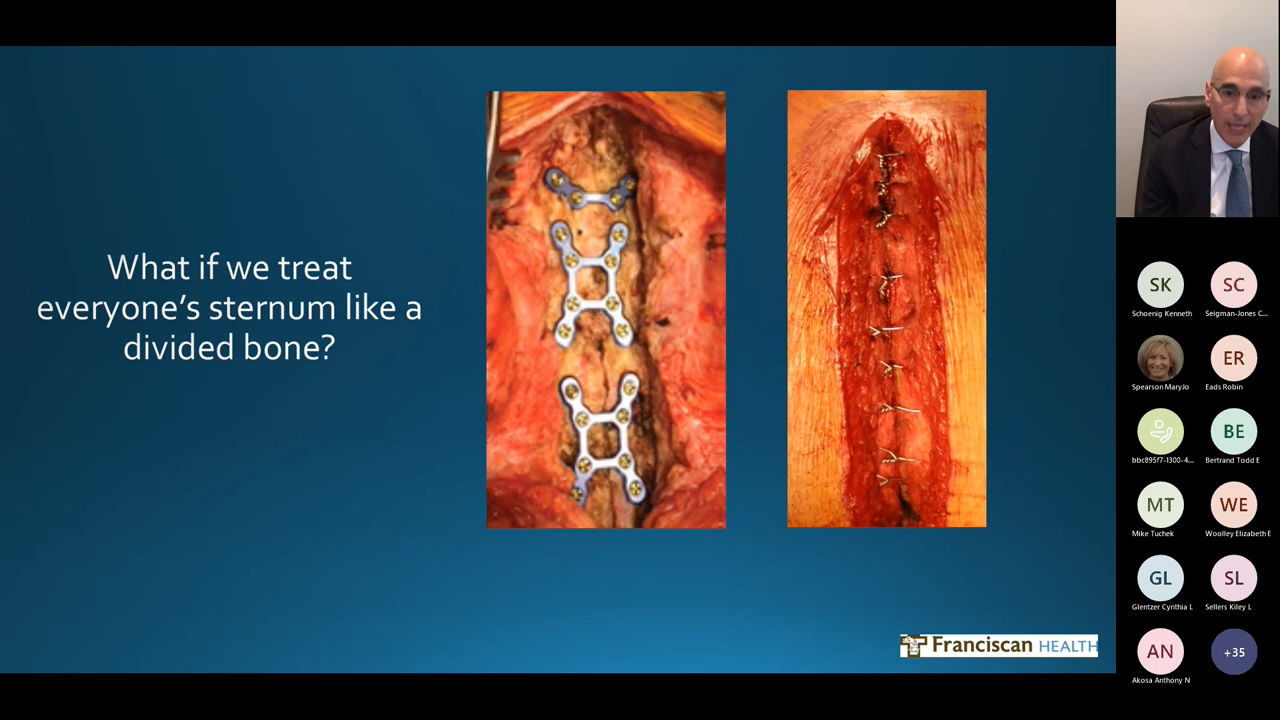 What if we treat
everyone's sternum like a
divided bone?
Franciscan HEALTH
SK
Schoenig Kenneth
SC
Seigman-Jones C...
Spearson MaryJo
ER
Eads Robin
bbc895f7-1300-4...
BE
Bertrand Todd E
MT
Mike Tuchek
WE
Woolley Elizabeth E
GL
Glentzer Cynthia L
SL
Sellers Kiley L
AN
Akosa Anthony N
+35